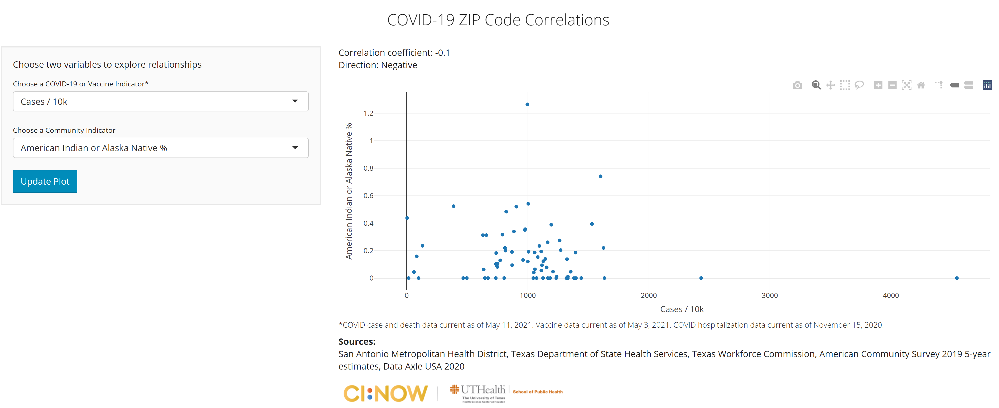 COVID-19 ZIP Code Correlations
Choose two variables to explore relationships
Choose a COVID-19 or Vaccine Indicator*
Cases / 10k
Choose a Community Indicator
American Indian or Alaska Native %
Update Plot
Correlation coefficient: -0.1
Direction: Negative
American Indian or Alaska Native %
1.2
1
0.8
0.6
0.4
0.2
0
0 1000 2000 3000 4000
Cases / 10k
*COVID case and death data current as of May 11, 2021. Vaccine data current as of May 3, 2021. COVID hospitalization data current as of November 15, 2020.
Sources:
San Antonio Metropolitan Health District, Texas Department of State Health Services, Texas Workforce Commission, American Community Survey 2019 5-year
estimates, Data Axle USA 2020
CI:NOW
UTHealth
The University of Texas
Health Science Center at Houston
School of Public Health